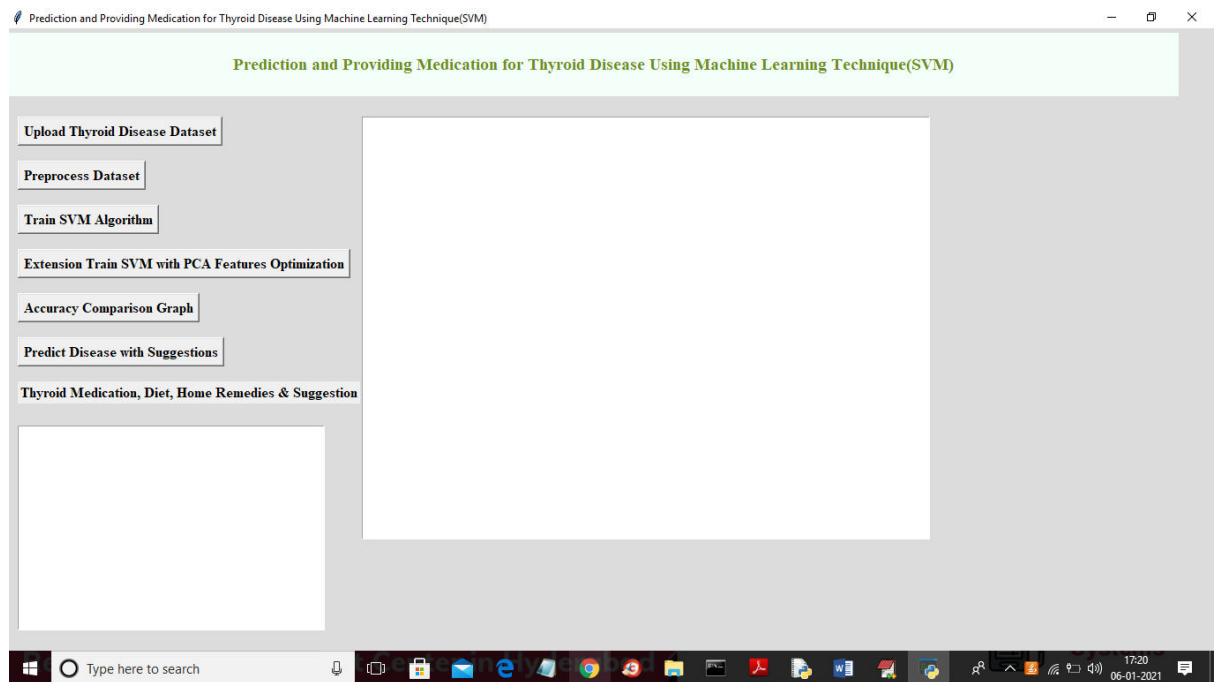 Prediction and Providing Medication for Thyroid Disease Using Machine Learning Technique(SVM)
Prediction and Providing Medication for Thyroid Disease Using Machine Learning Technique(SVM)
Upload Thyroid Disease Dataset
Preprocess Dataset
Train SVM Algorithm
Extension Train SVM with PCA Features Optimization
Accuracy Comparison Graph
Predict Disease with Suggestions
Thyroid Medication, Diet, Home Remedies & Suggestion
Type here to search
17:20
06-01-2021